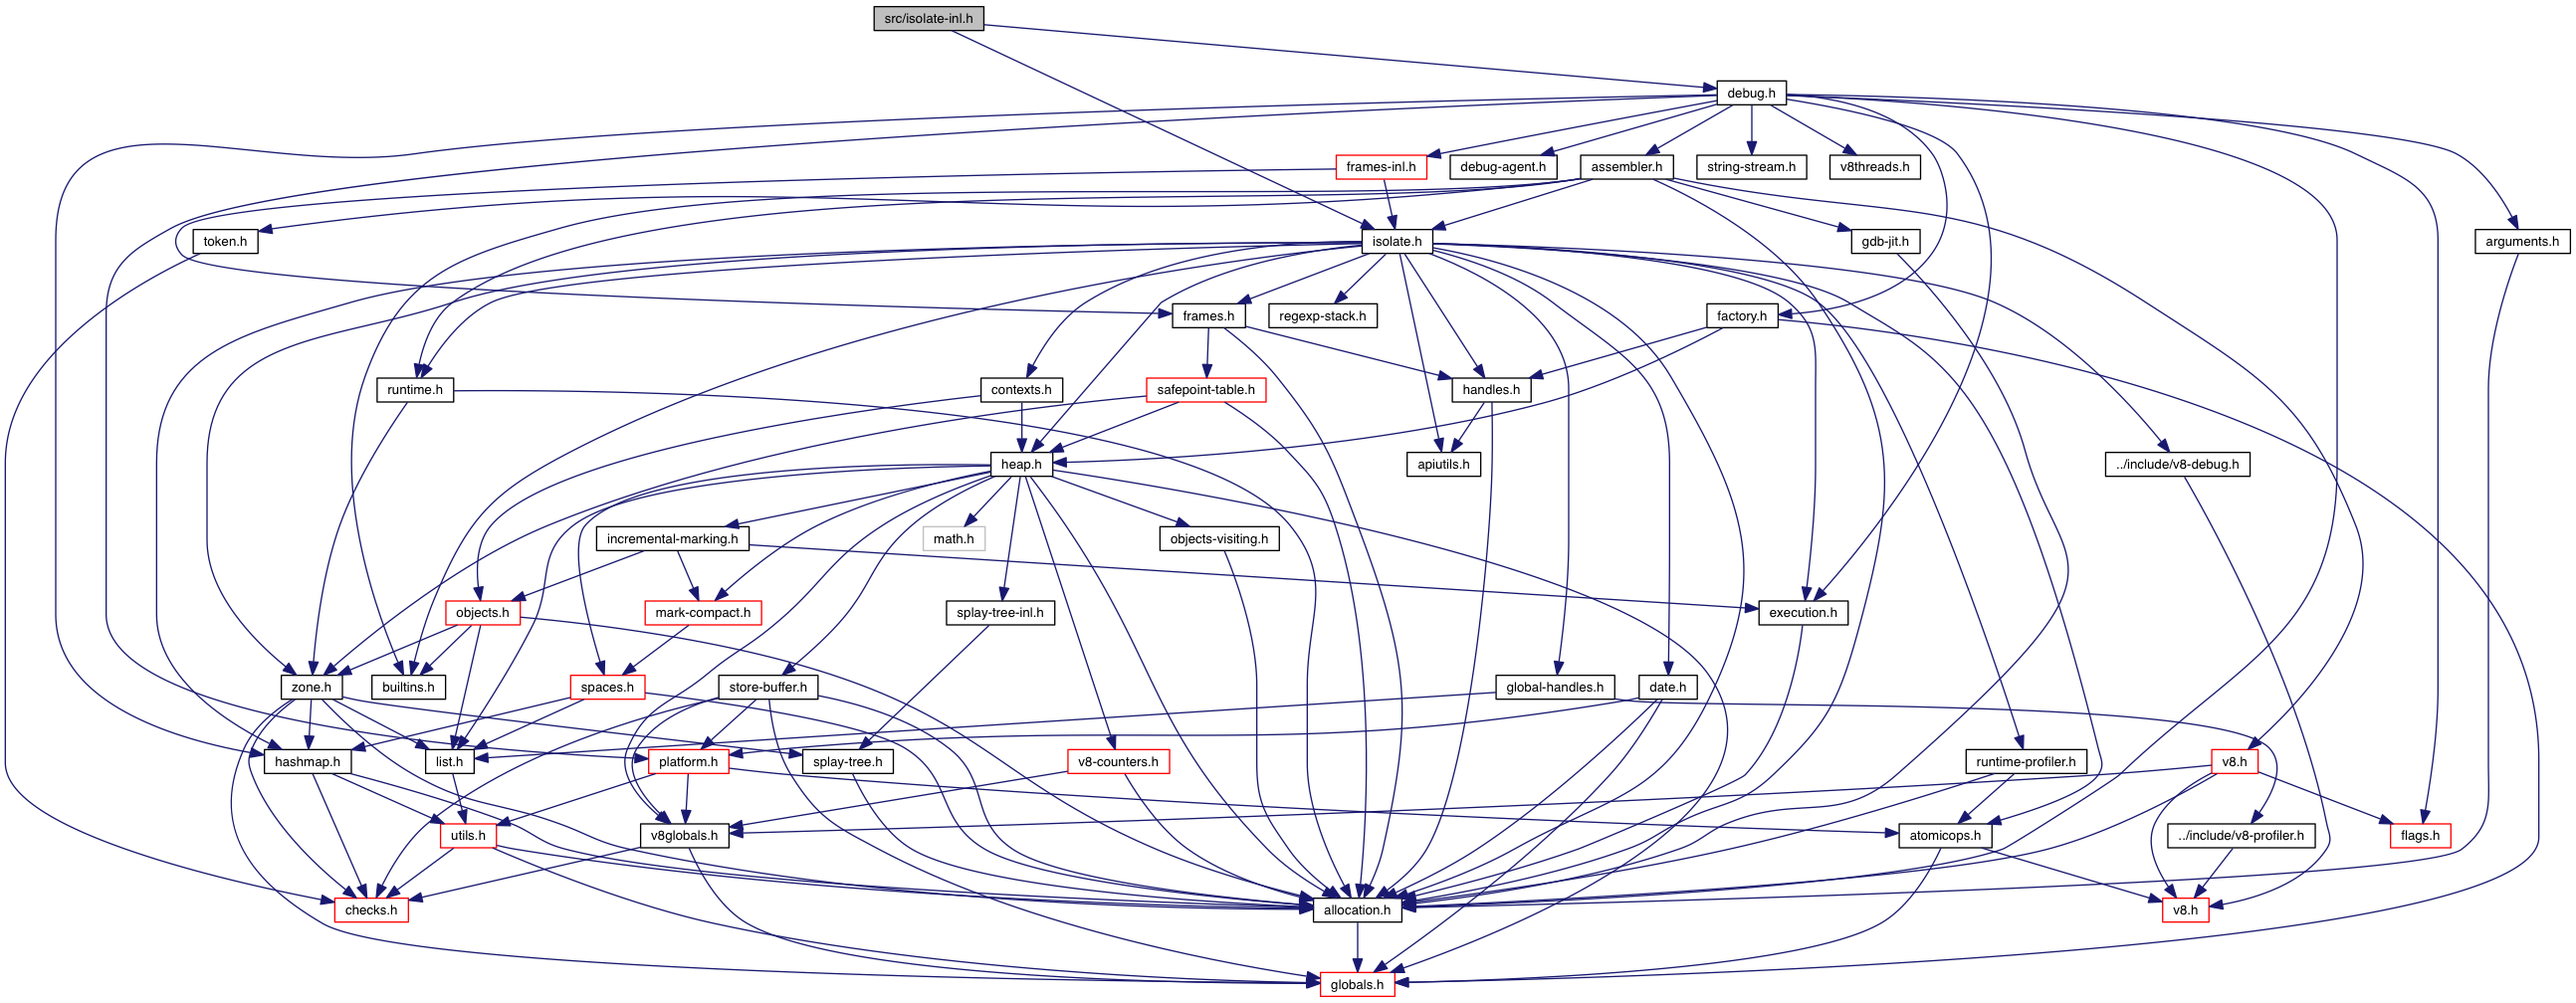 src/isolate-inl.h
debug.h
frames-inl.h
debug-agent.h
assembler.h
string-stream.h
v8threads.h
token.h
isolate.h
gdb-jit.h
arguments.h
frames.h
regexp-stack.h
factory.h
runtime.h
contexts.h
safepoint-table.h
handles.h
heap.h
apiutils.h
../include/v8-debug.h
incremental-marking.h
math.h
objects-visiting.h
objects.h
mark-compact.h
splay-tree-inl.h
execution.h
zone.h
builtins.h
spaces.h
store-buffer.h
global-handles.h
date.h
hashmap.h
list.h
platform.h
splay-tree.h
v8-counters.h
runtime-profiler.h
v8.h
utils.h
v8globals.h
atomicops.h
../include/v8-profiler.h
flags.h
checks.h
allocation.h
v8.h
globals.h